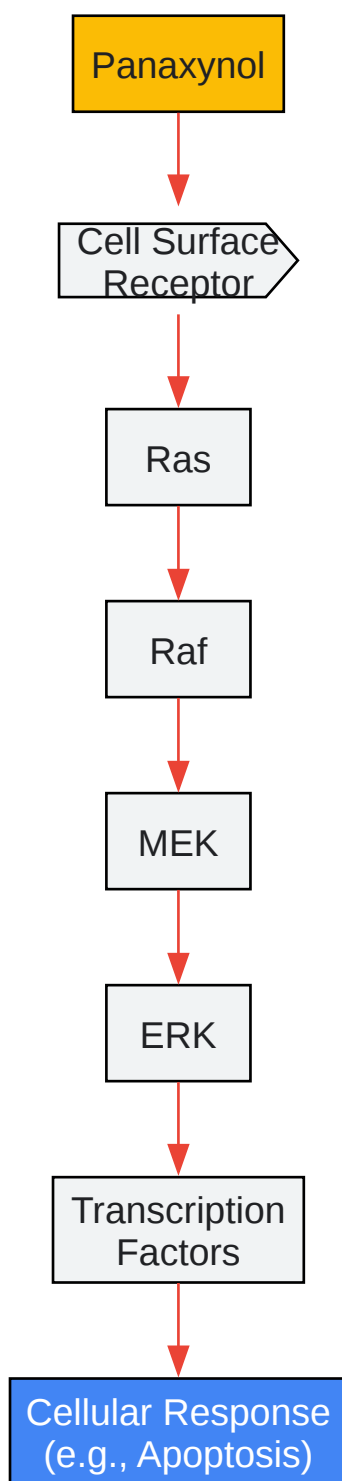 Panaxynol
Cell Surface
Receptor
Ras
Raf
MEK
ERK
Transcription
Factors
Cellular Response
(e.g., Apoptosis)